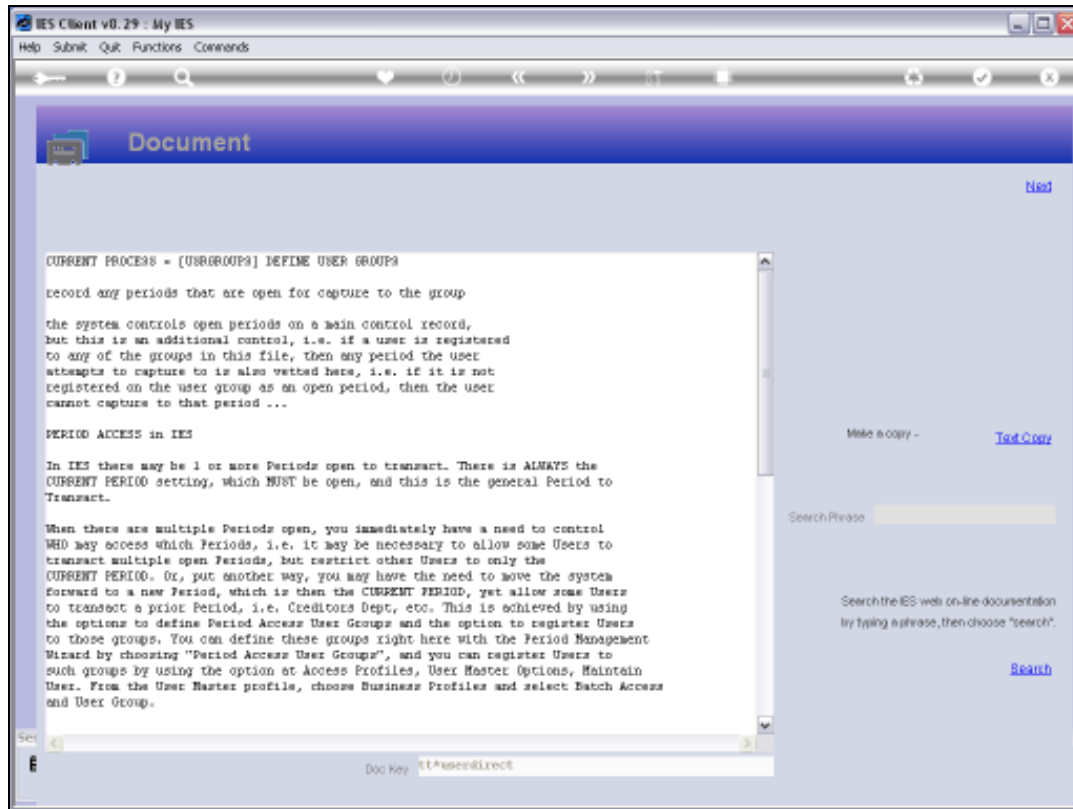 IES Client v8.29 : My IES
Help Submit Quit Functions Commands
Document
Next
CURRENT PROCESS = [USRGROUPS] DEFINE USER GROUPS
record any periods that are open for capture to the group
the system controls open periods on a main control record,
but this is an additional control, i.e. if a user is registered
to any of the groups in this file, then any period the user
attempts to capture to is also vetted here, i.e. if it is not
registered on the user group as an open period, then the user
cannot capture to that period ...
PERIOD ACCESS in IES
In IES there may be 1 or more Periods open to transact. There is ALWAYS the
CURRENT PERIOD setting, which MUST be open, and this is the general Period to
Transact.
When there are multiple Periods open, you immediately have a need to control
WHO may access which Periods, i.e. it may be necessary to allow some Users to
transact multiple open Periods, but restrict other Users to only the
CURRENT PERIOD. Or, put another way, you may have the need to move the system
forward to a new Period, which is then the CURRENT PERIOD, yet allow some Users
to transact a prior Period, i.e. Creditors Dept, etc. This is achieved by using
the options to define Period Access User Groups and the option to register Users
to those groups. You can define these groups right here with the Period Management
Wizard by choosing "Period Access User Groups", and you can register Users to
such groups by using the option at Access Profiles, User Master Options, Maintain
User. From the User Master profile, choose Business Profiles and select Batch Access
and User Group.
Make a copy -
Text Copy
Search Phrase
Search the IES web on-line documentation
by typing a phrase, then choose "search".
Search
Doc Key tt*userdirect